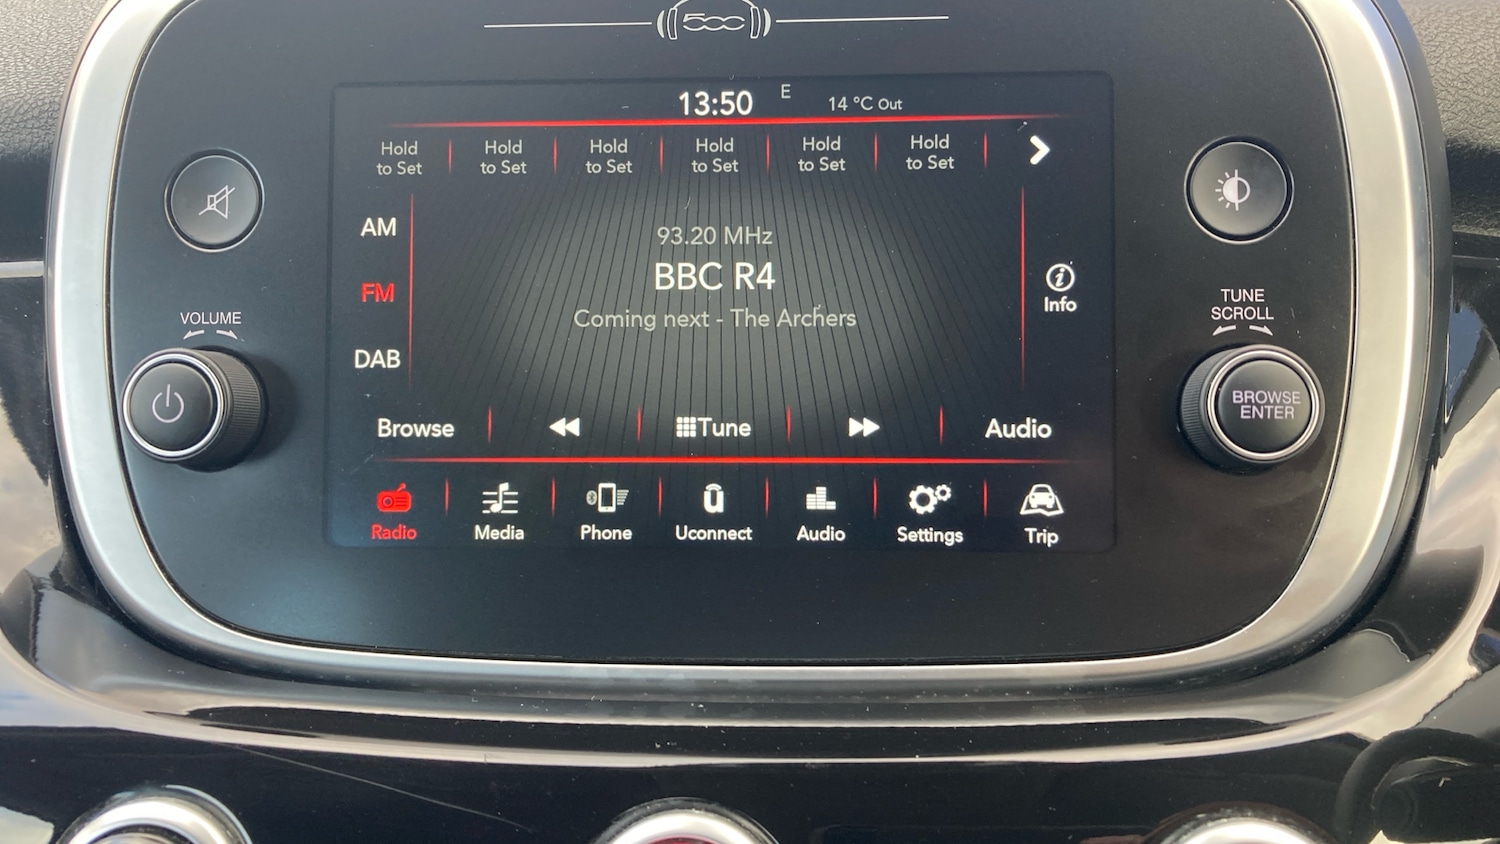 500
13:50 E 14 °C Out
Hold to Set
Hold to Set
Hold to Set
Hold to Set
Hold to Set
Hold to Set
AM
93.20 MHz
BBC R4
FM
Info
Coming next - The Archers
DAB
VOLUME
TUNE
SCROLL
BROWSE
ENTER
Browse
Tune
Audio
Radio
Media
Phone
Uconnect
Audio
Settings
Trip